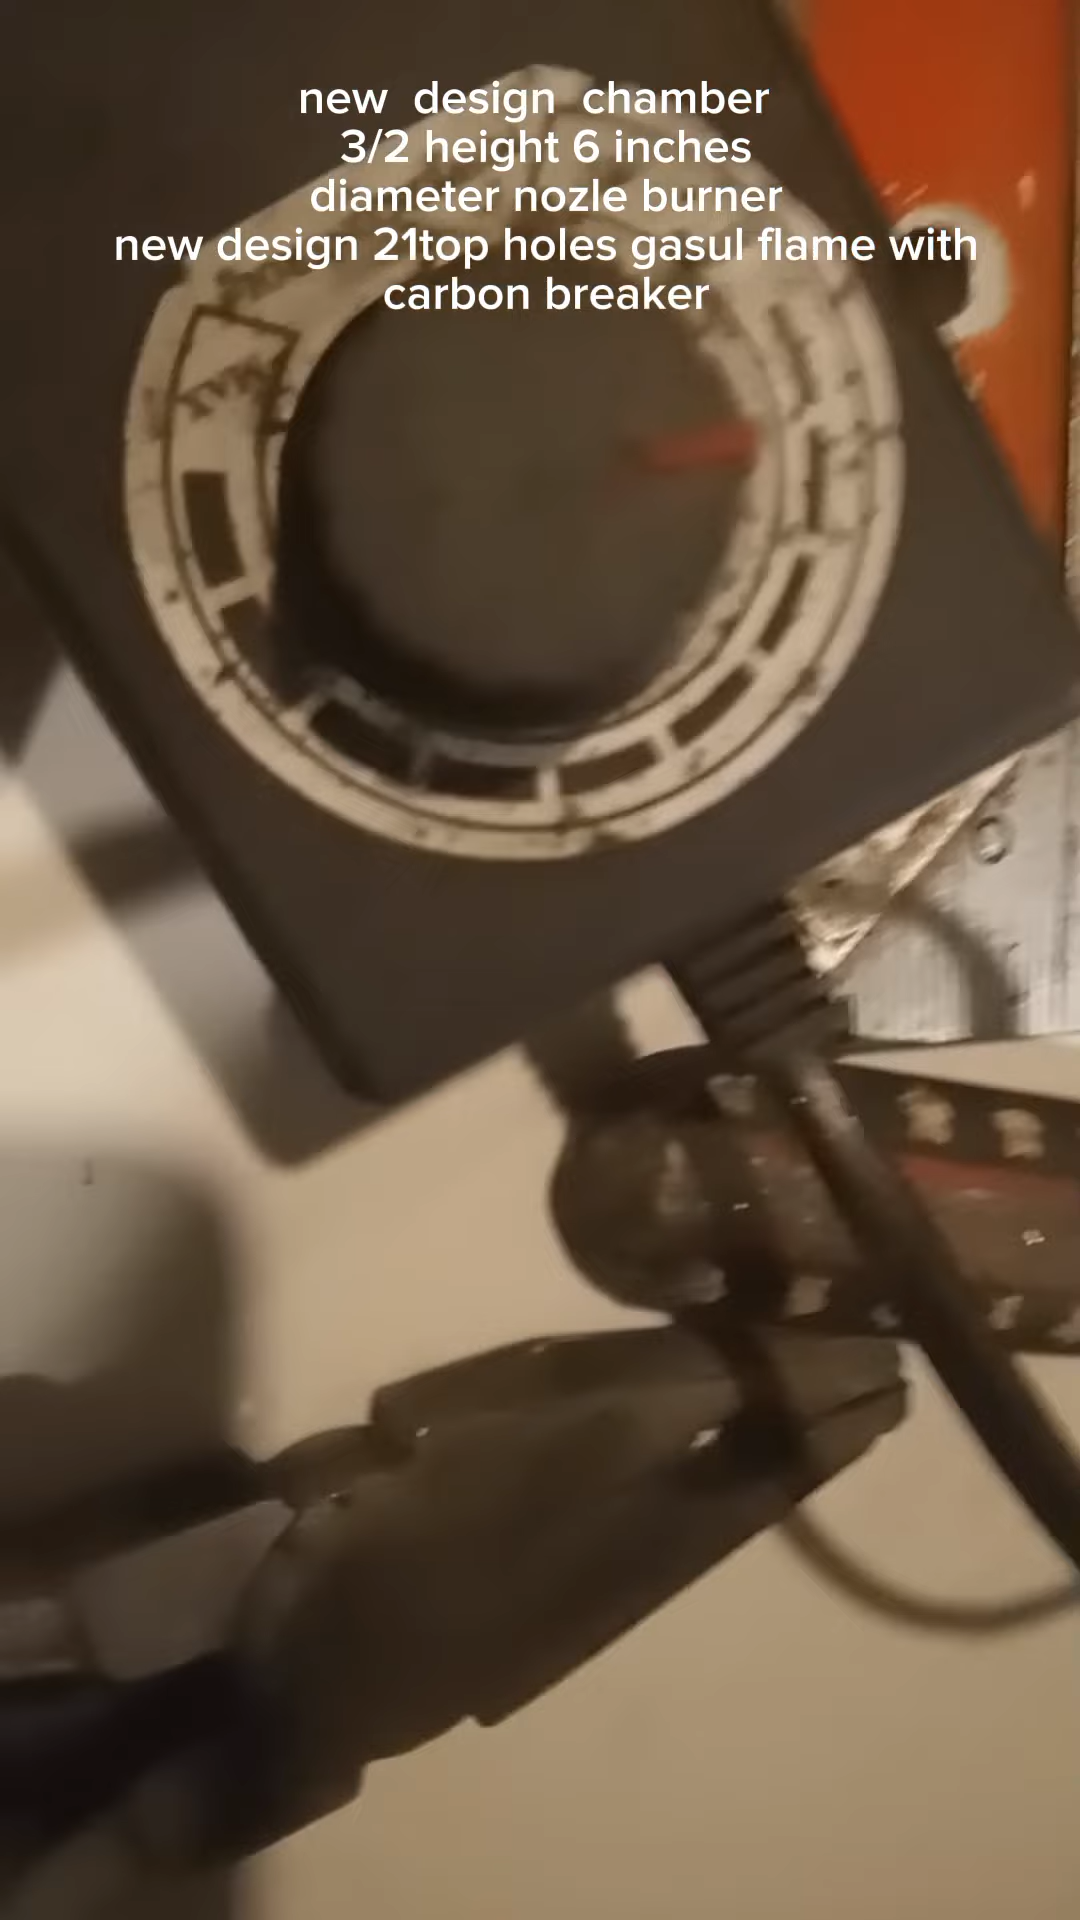 new design chamber
3/2 height 6 inches
diameter nozle burner
new design 21top holes gasul flame with
carbon breaker
MAX